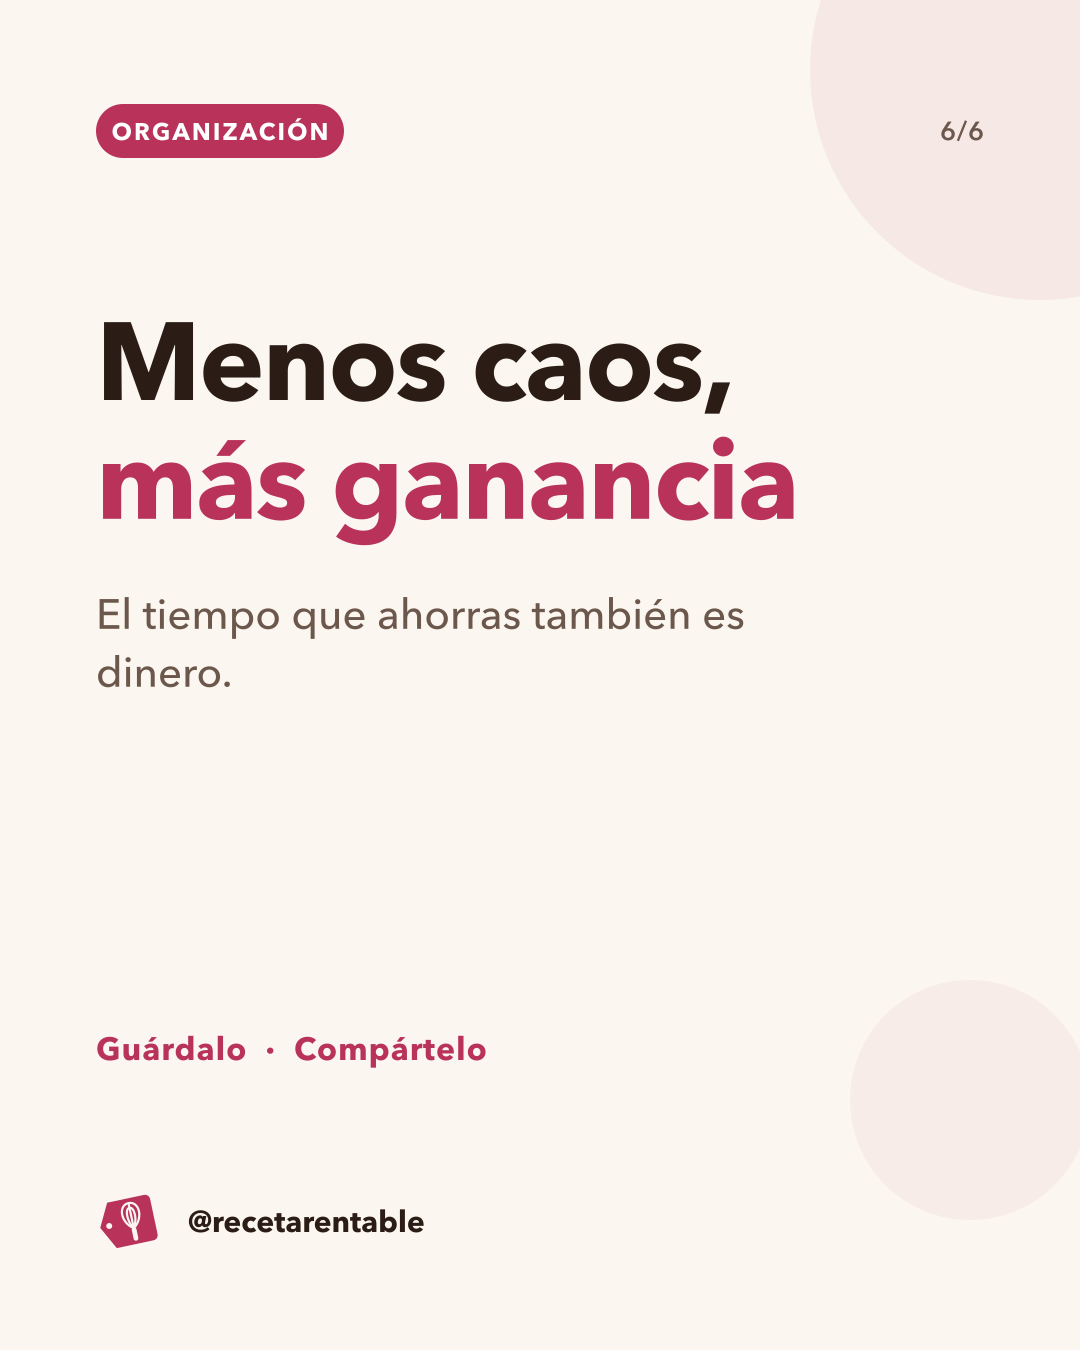 ORGANIZACIÓN
6/6
Menos caos,
más ganancia
El tiempo que ahorras también es
dinero.
Guárdalo · Compártelo
@recetarentable